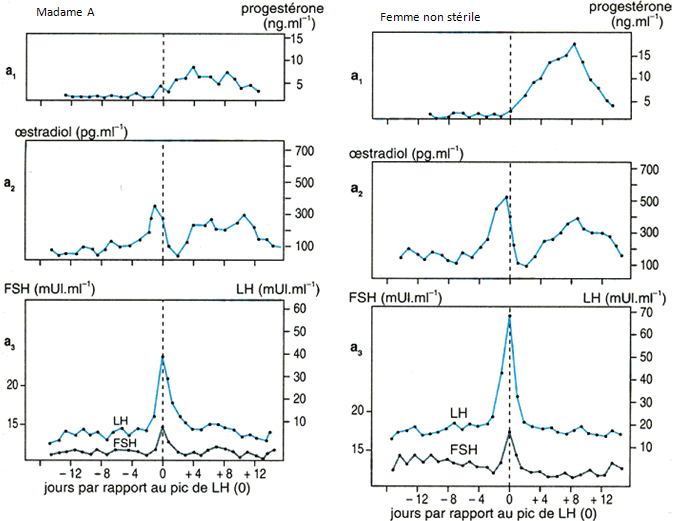 Madame A
progestérone
(ng.ml⁻¹)
a₁
15
10
5
œstradiol (pg.ml⁻¹)
a₂
700
500
300
100
FSH (mUI.ml⁻¹)
LH (mUI.ml⁻¹)
a₃
20
15
60
50
40
30
20
10
LH
FSH
-12 -8 -4 0 +4 +8 +12
jours par rapport au pic de LH (0)
Femme non stérile
progestérone
(ng.ml⁻¹)
a₁
15
10
5
œstradiol (pg.ml⁻¹)
a₂
700
500
300
100
FSH (mUI.ml⁻¹)
LH (mUI.ml⁻¹)
a₃
20
15
70
60
50
40
30
20
10
LH
FSH
-12 -8 -4 0 +4 +8 +12
jours par rapport au pic de LH (0)